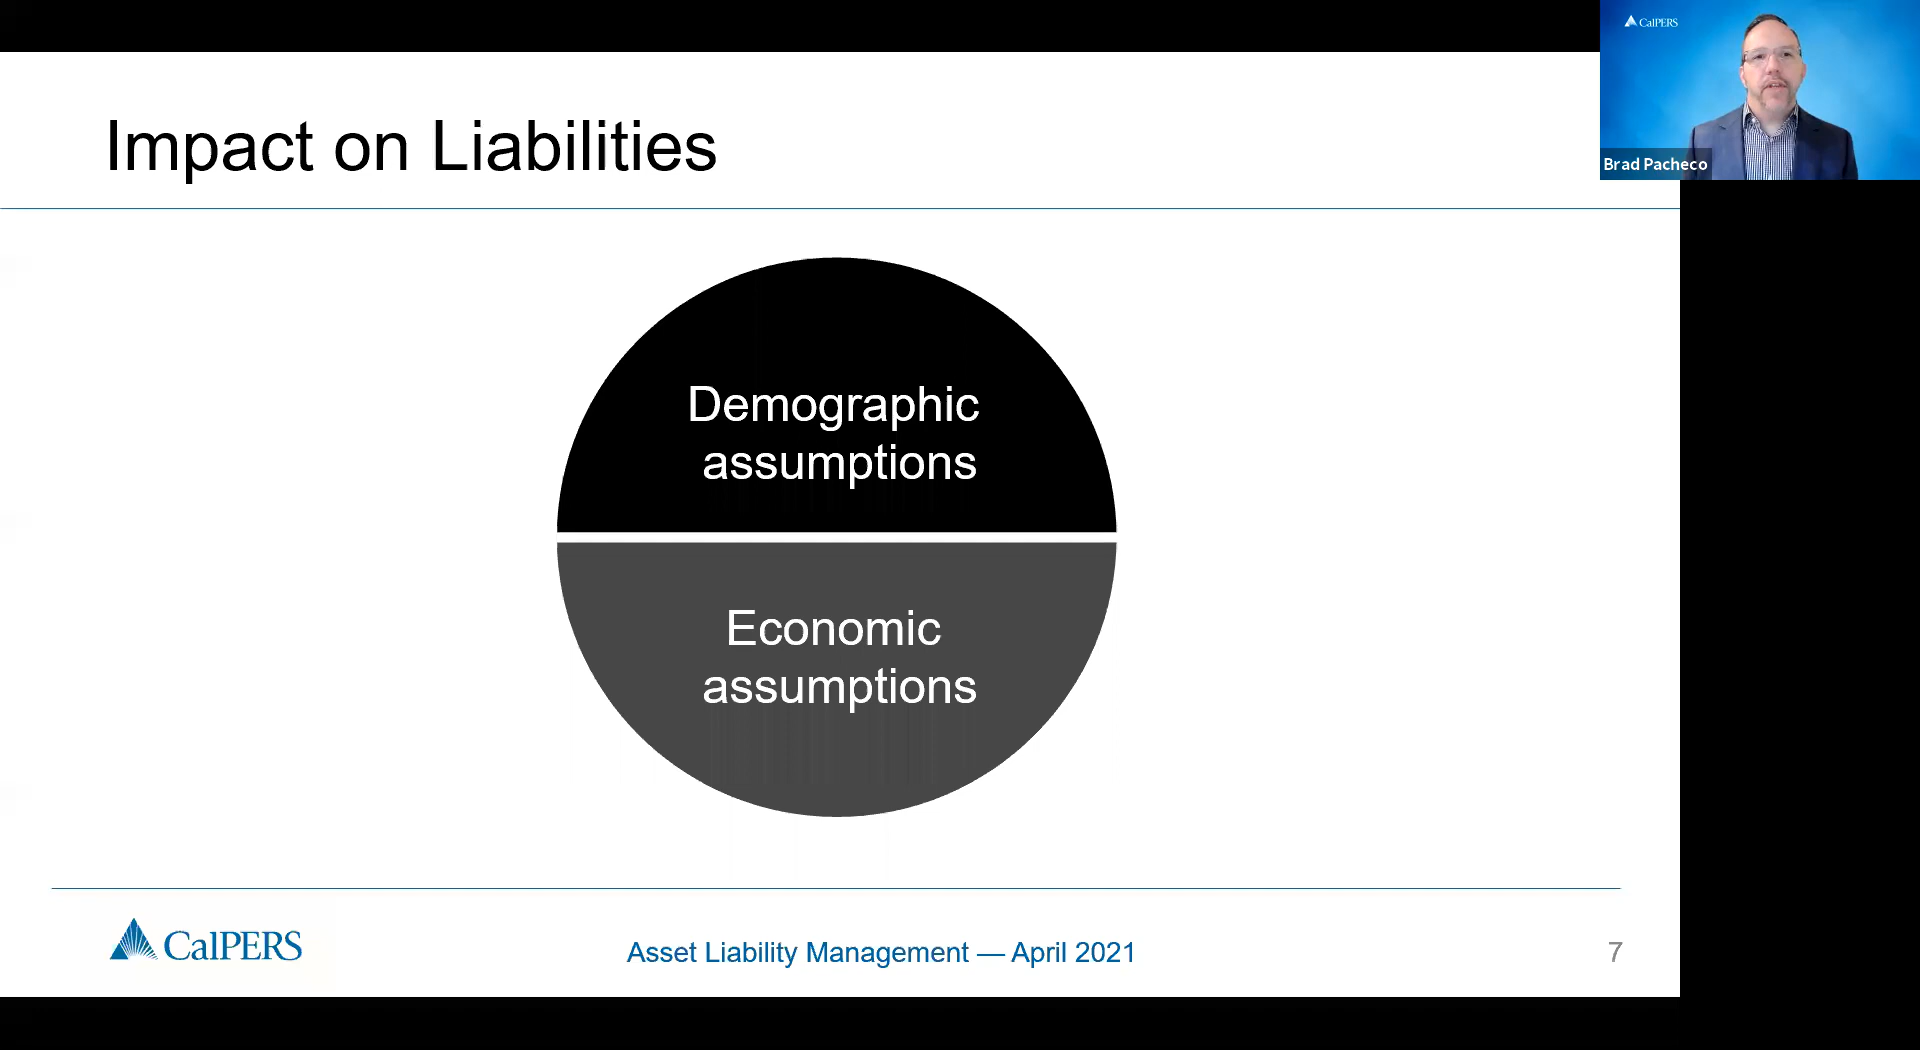 CalPERS
Brad Pacheco
Impact on Liabilities
Demographic
assumptions
Economic
assumptions
CalPERS
Asset Liability Management — April 2021
7